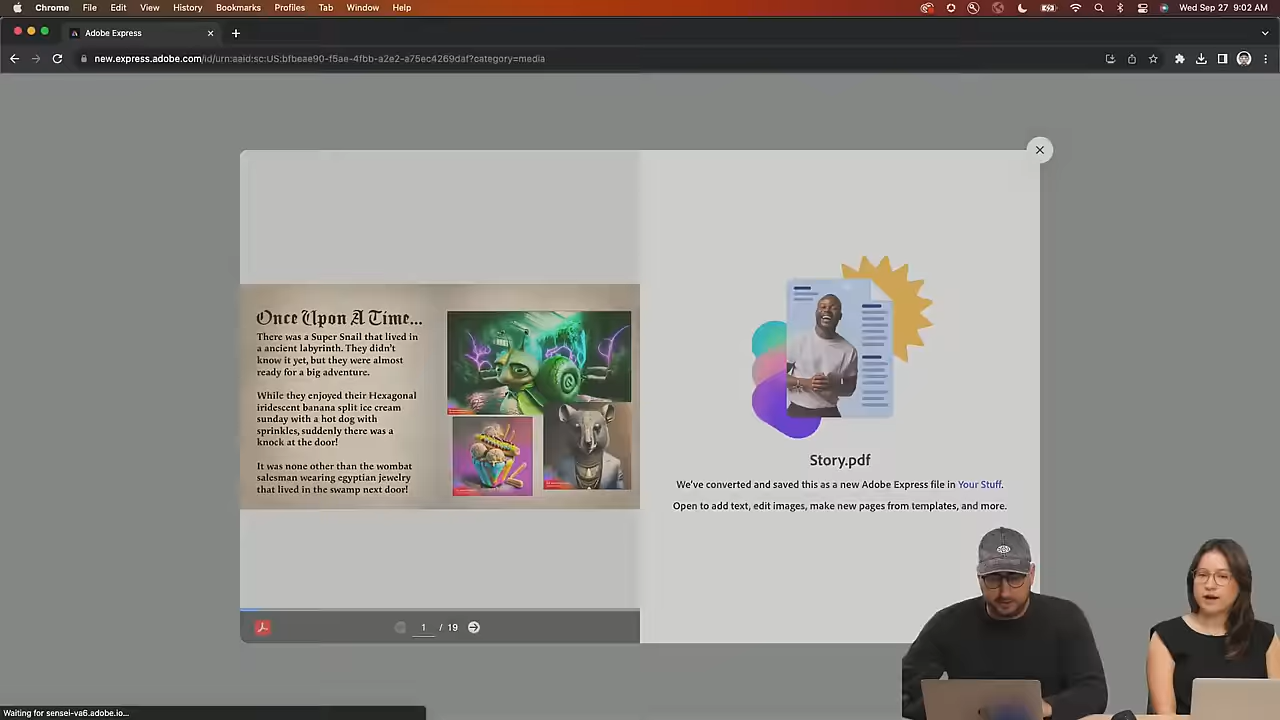 Chrome File Edit View History Bookmarks Profiles Tab Window Help Wed Sep 27 9:02 AM
Adobe Express
new.express.adobe.com/id/urn:aaid:sc:US:bfbeae90-f5ae-4fbb-a2e2-a75ec4269daf?category=media
Once Upon A Time...
There was a Super Snail that lived in
a ancient labyrinth. They didn't
know it yet, but they were almost
ready for a big adventure.
While they enjoyed their Hexagonal
iridescent banana split ice cream
sunday with a hot dog with
sprinkles, suddenly there was a
knock at the door!
It was none other than the wombat
salesman wearing egyptian jewelry
that lived in the swamp next door!
1 / 19
Story.pdf
We've converted and saved this as a new Adobe Express file in Your Stuff.
Open to add text, edit images, make new pages from templates, and more.
Waiting for sensei-va6.adobe.io...